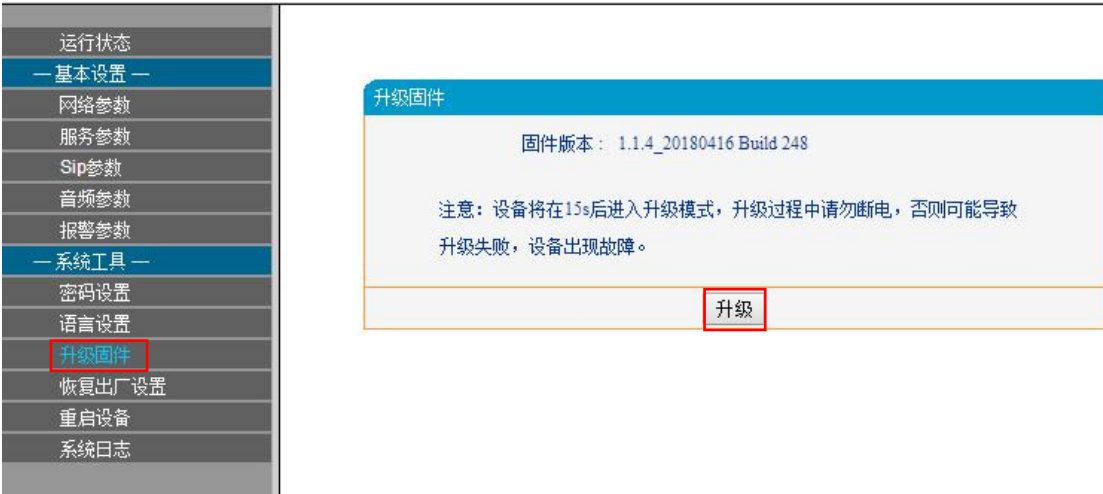 运行状态
— 基本设置 —
网络参数
服务参数
Sip参数
音频参数
报警参数
— 系统工具 —
密码设置
语言设置
升级固件
恢复出厂设置
重启设备
系统日志
升级固件
固件版本： 1.1.4_20180416 Build 248
注意：设备将在15s后进入升级模式，升级过程中请勿断电，否则可能导致
升级失败，设备出现故障。
升级